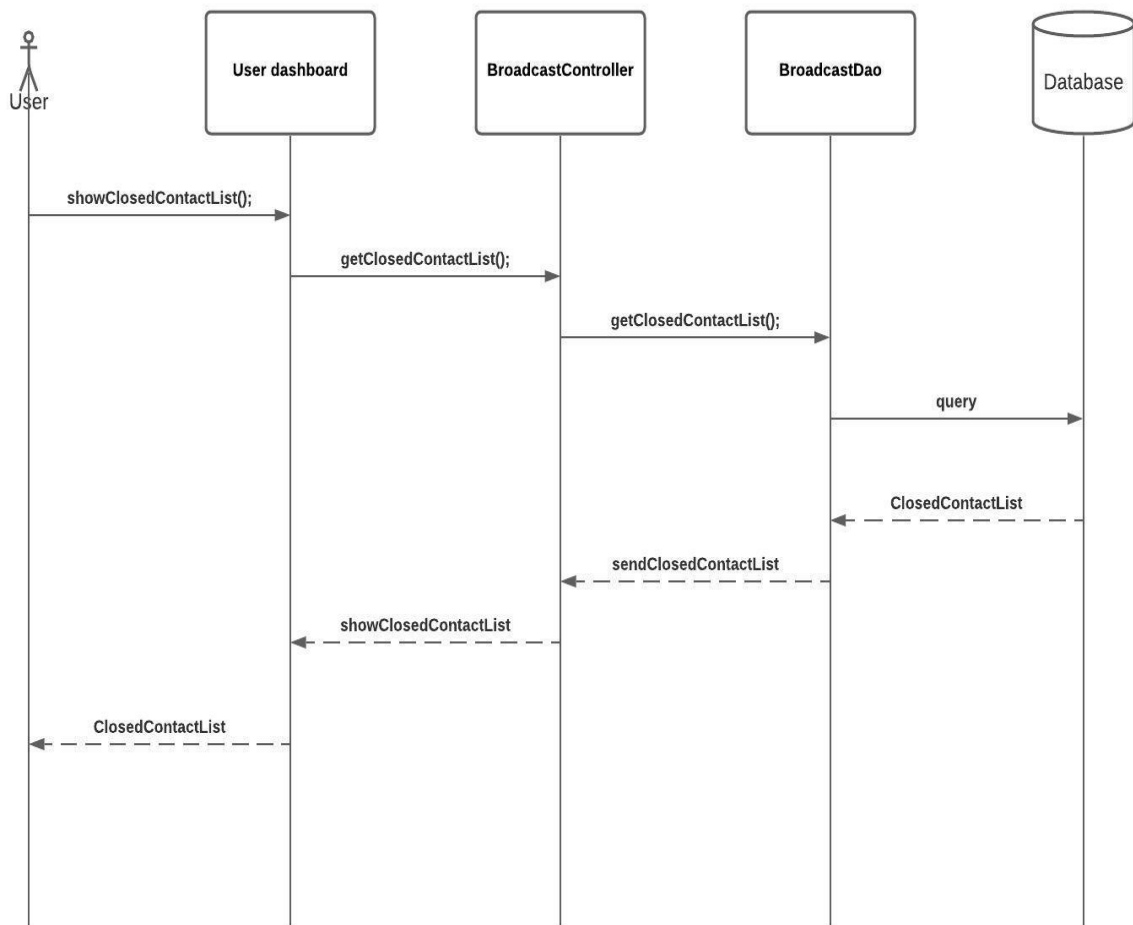 User dashboard
BroadcastController
BroadcastDao
Database
User
showClosedContactList();
getClosedContactList();
getClosedContactList();
query
ClosedContactList
sendClosedContactList
showClosedContactList
ClosedContactList